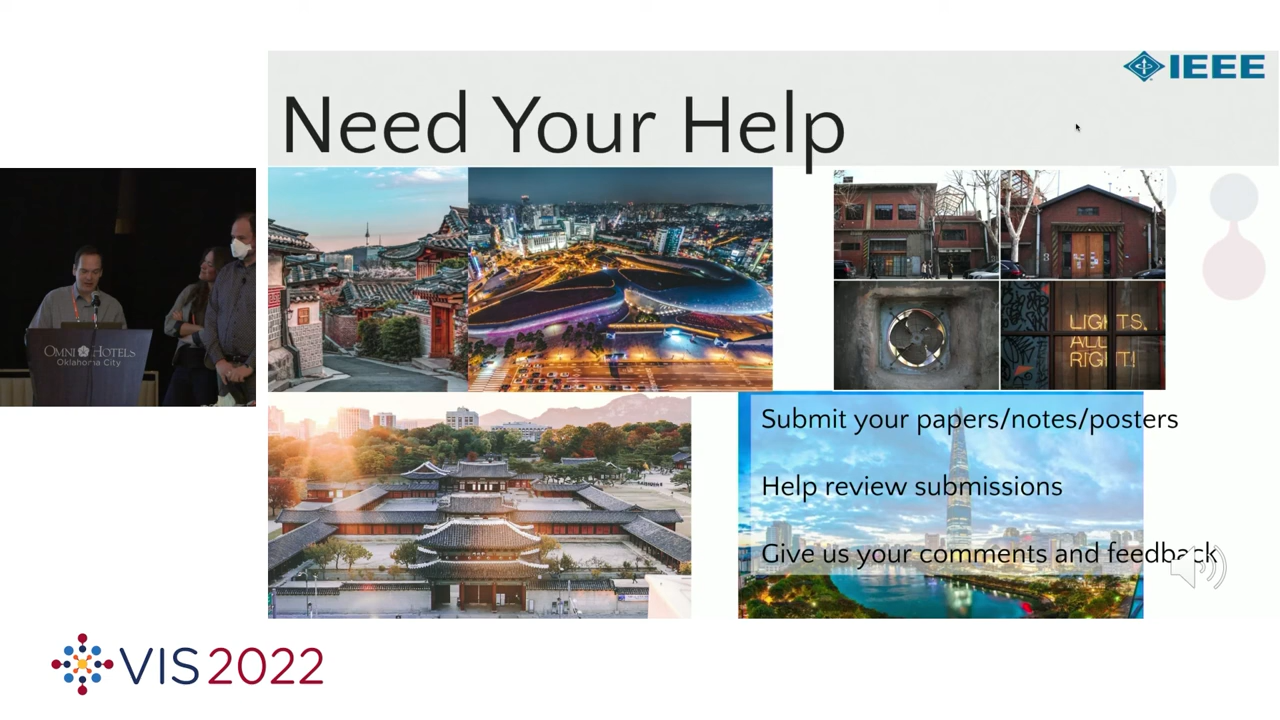 IEEE
Need Your Help
LIGHTS,
ALL
RIGHT!
3
OMNI HOTELS
Oklahoma City
Submit your papers/notes/posters
Help review submissions
Give us your comments and feedback
VIS2022